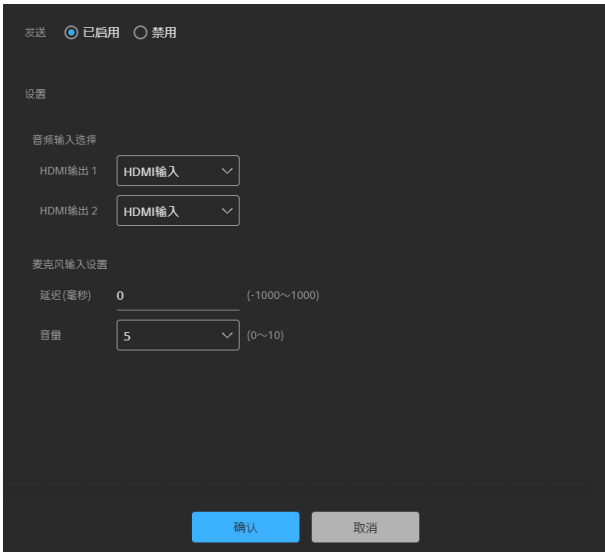 发送 已启用 禁用
设置
音频输入选择
HDMI输出 1 HDMI输入
HDMI输出 2 HDMI输入
麦克风输入设置
延迟(毫秒) 0 (-1000～1000)
音量 5 (0～10)
确认 取消